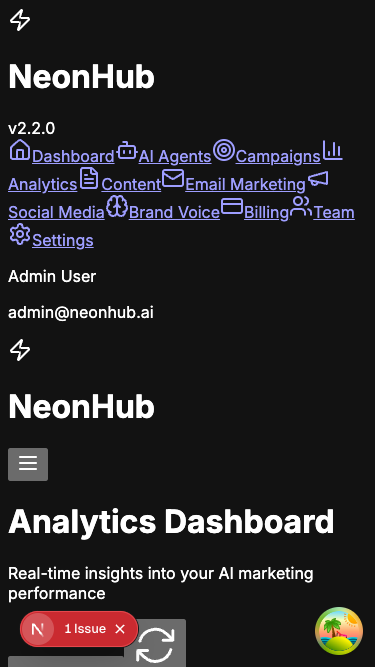 NeonHub
v2.2.0
Dashboard AI Agents Campaigns
Analytics Content Email Marketing
Social Media Brand Voice Billing Team
Settings
Admin User
admin@neonhub.ai
NeonHub
Analytics Dashboard
Real-time insights into your AI marketing
performance
N 1 Issue